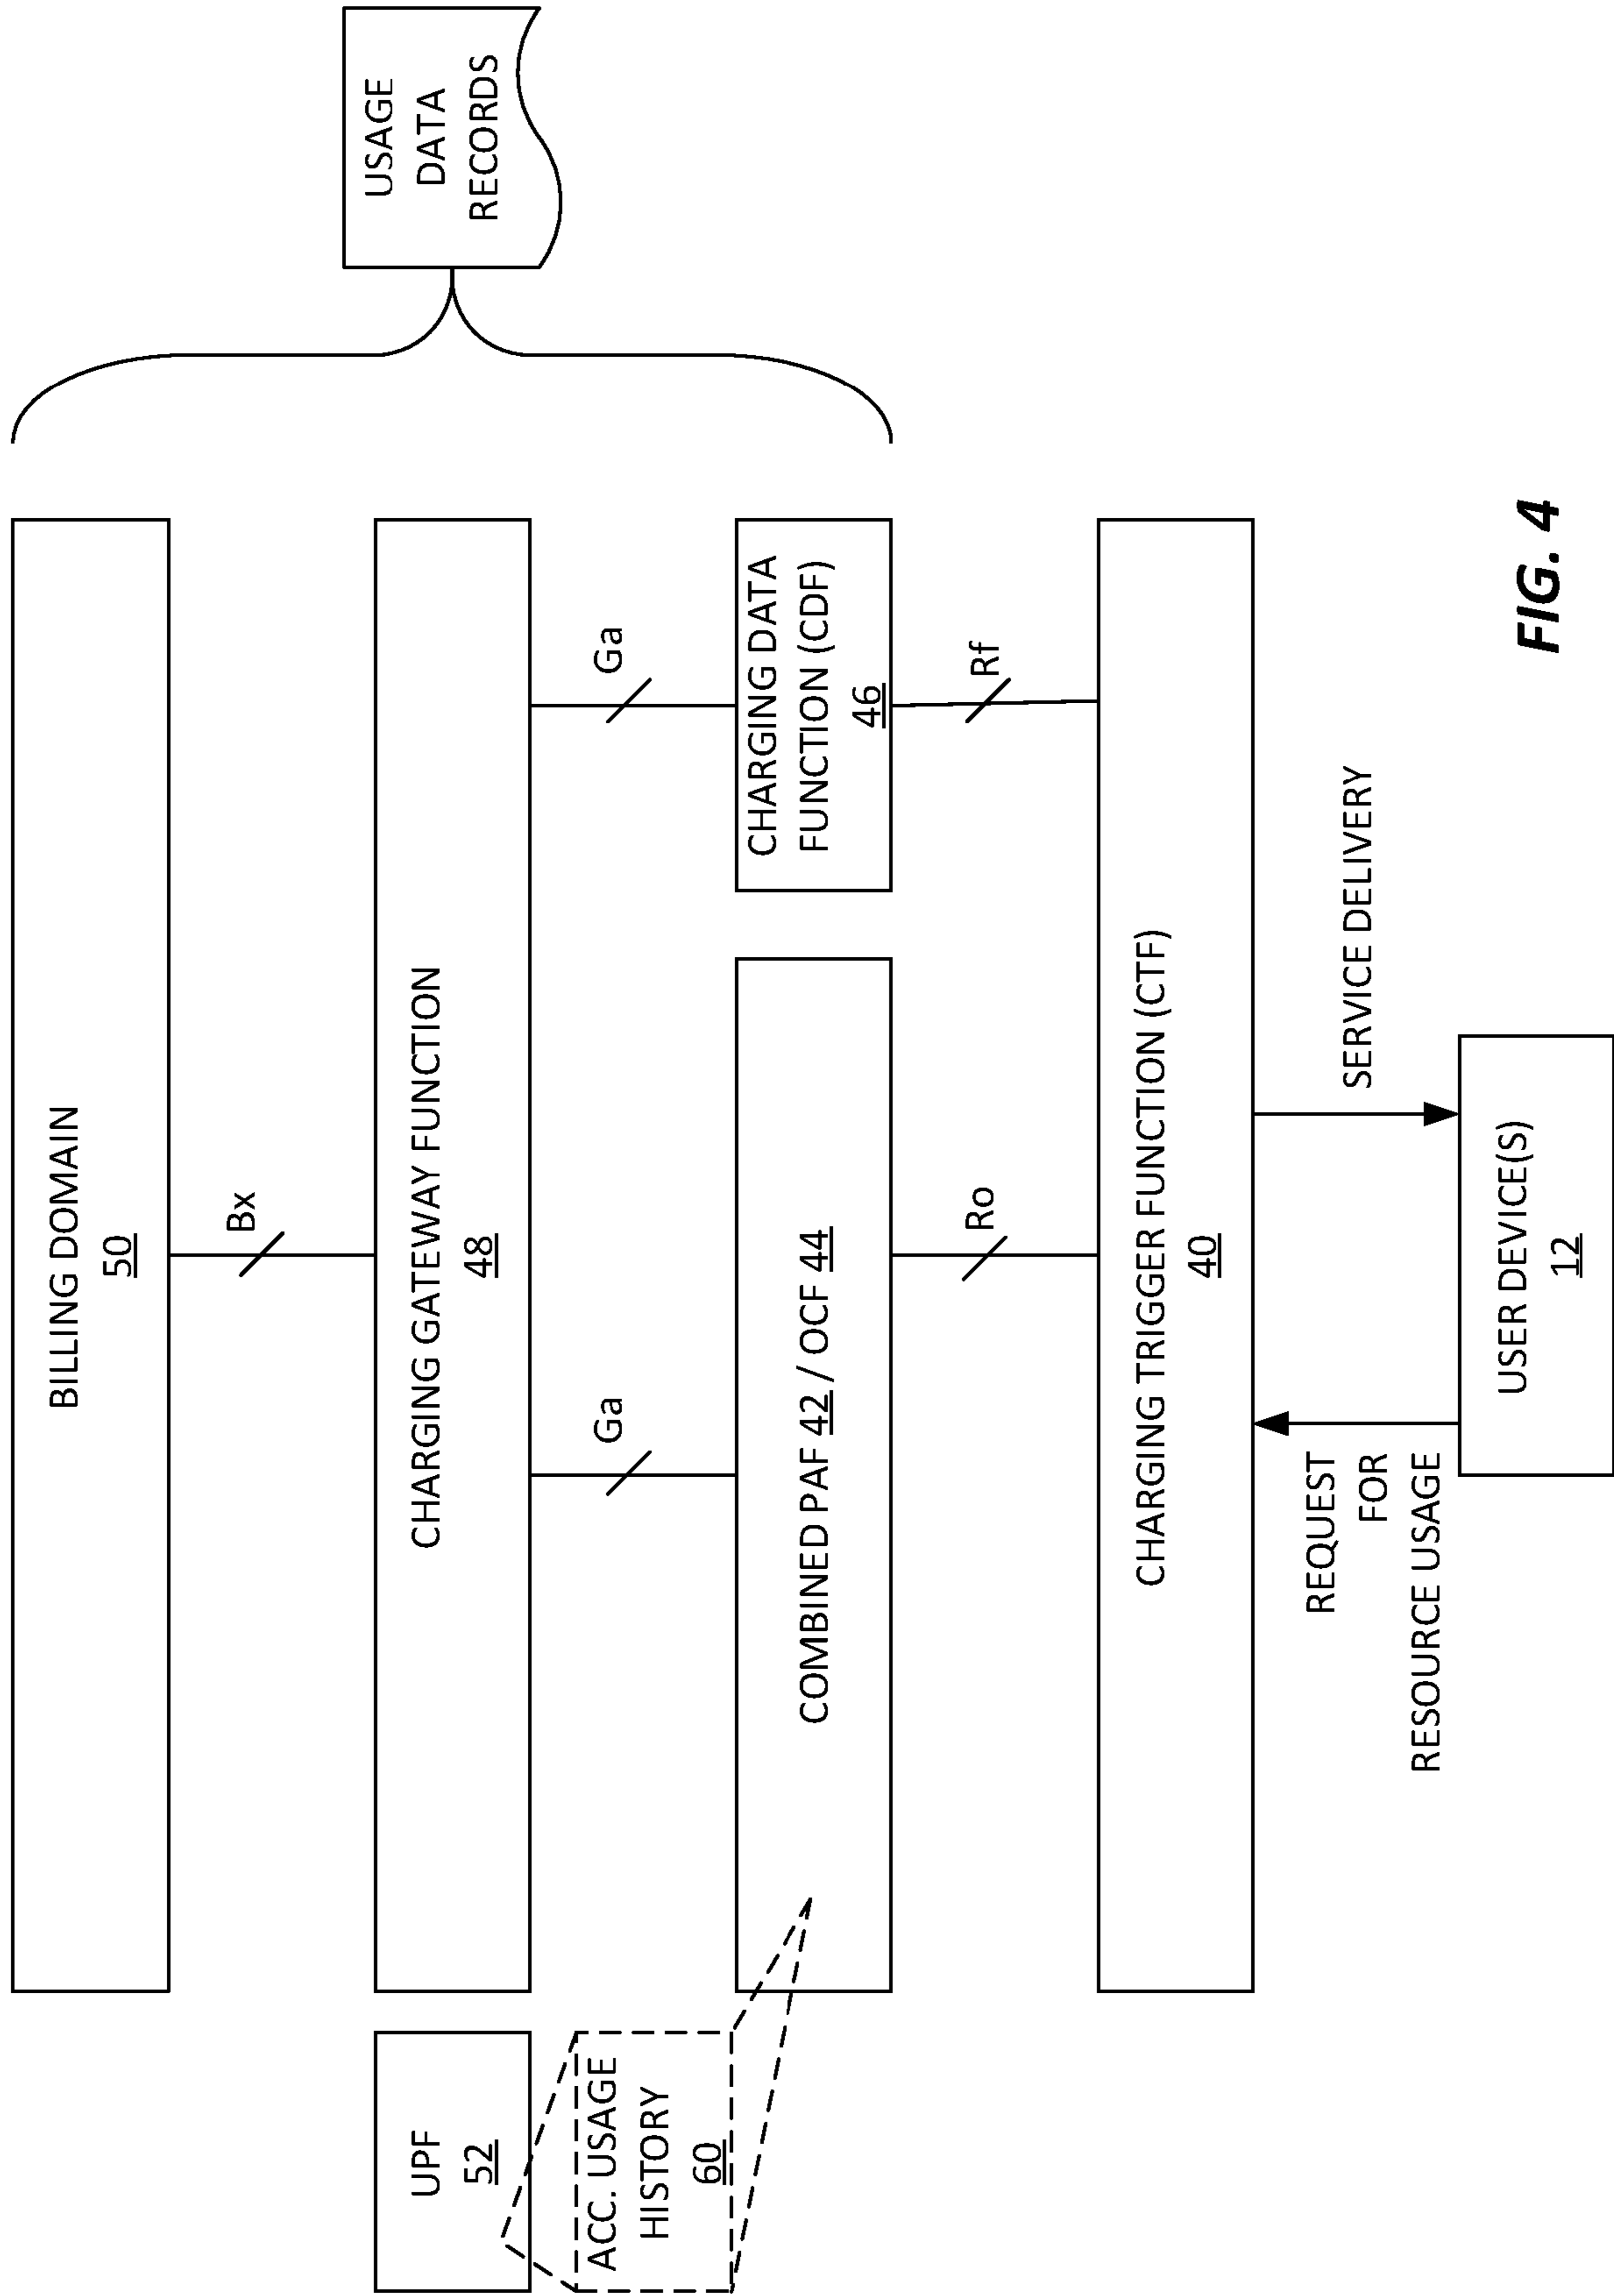 BILLING DOMAIN
50
Bx
UPF
52
CHARGING GATEWAY FUNCTION
48
USAGE
DATA
RECORDS
Ga
Ga
ACC. USAGE
HISTORY
60
COMBINED PAF 42 / OCF 44
CHARGING DATA
FUNCTION (CDF)
46
Ro
Rf
CHARGING TRIGGER FUNCTION (CTF)
40
REQUEST
FOR
RESOURCE USAGE
SERVICE DELIVERY
USER DEVICE(S)
12
FIG. 4